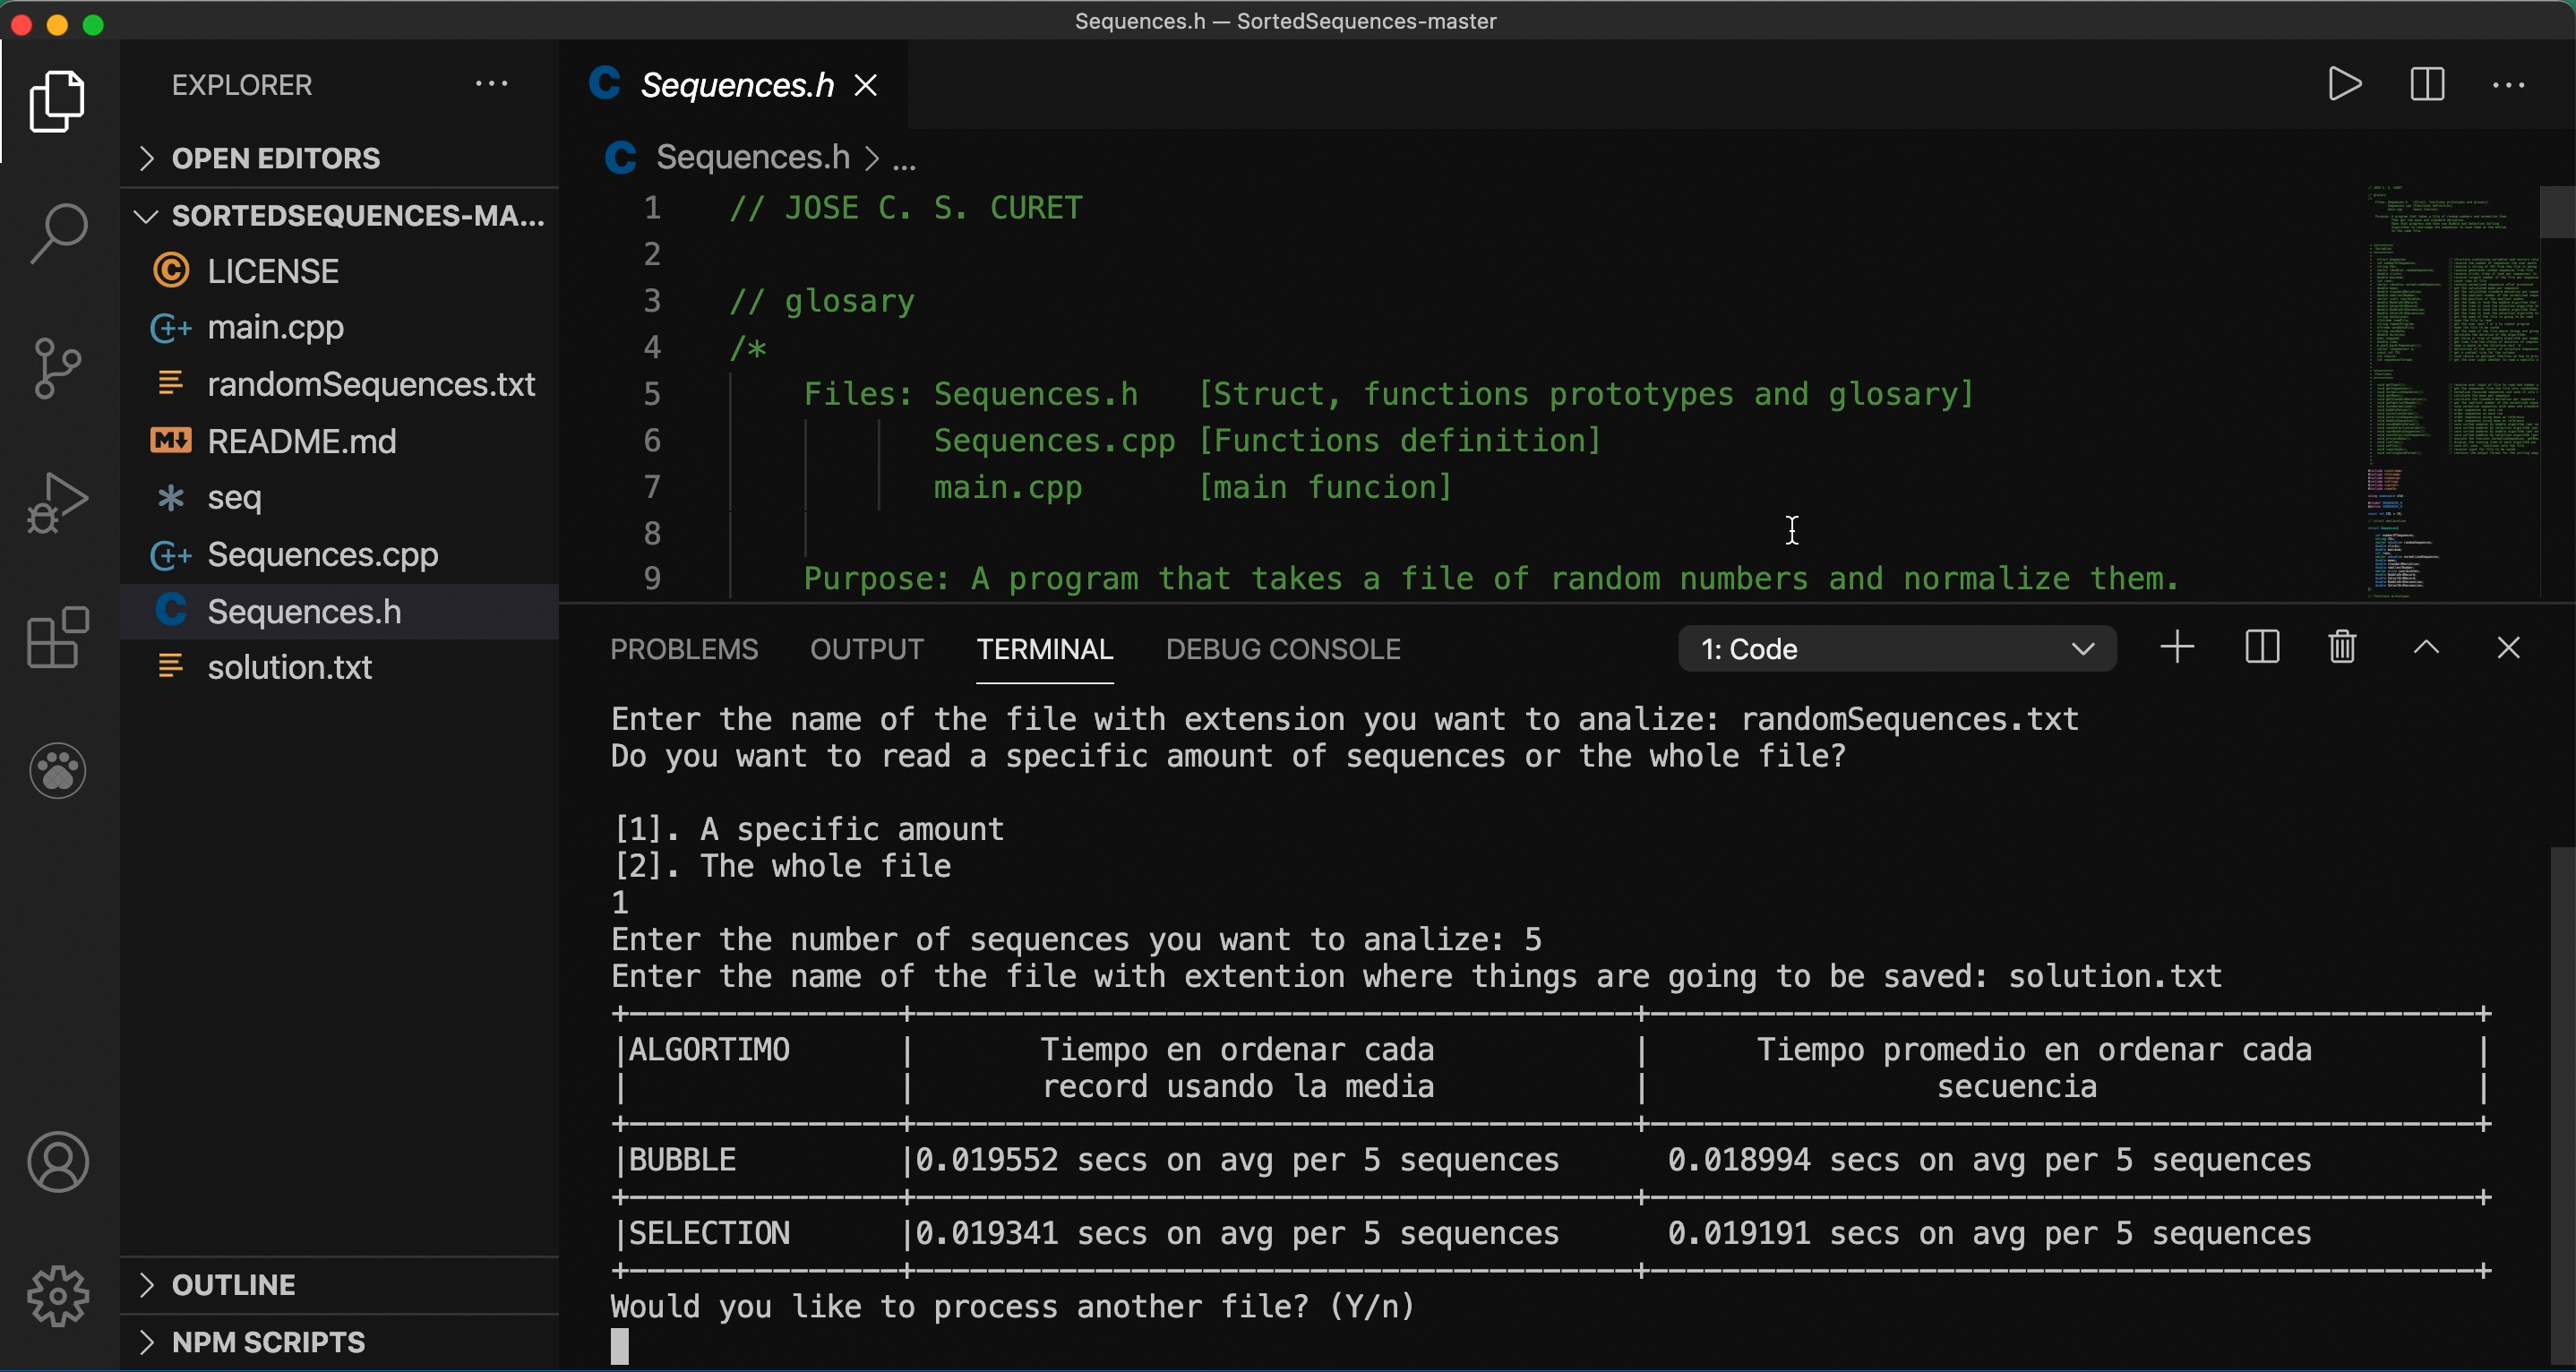 Sequences.h — SortedSequences-master
EXPLORER
OPEN EDITORS
SORTEDSEQUENCES-MA...
LICENSE
main.cpp
randomSequences.txt
README.md
seq
Sequences.cpp
Sequences.h
solution.txt
OUTLINE
NPM SCRIPTS
Sequences.h
Sequences.h > ...
1 // JOSE C. S. CURET
2
3 // glosary
4 /*
5 Files: Sequences.h [Struct, functions prototypes and glosary]
6 Sequences.cpp [Functions definition]
7 main.cpp [main funcion]
8
9 Purpose: A program that takes a file of random numbers and normalize them.
PROBLEMS OUTPUT TERMINAL DEBUG CONSOLE 1: Code
Enter the name of the file with extension you want to analize: randomSequences.txt
Do you want to read a specific amount of sequences or the whole file?
[1]. A specific amount
[2]. The whole file
1
Enter the number of sequences you want to analize: 5
Enter the name of the file with extention where things are going to be saved: solution.txt
|ALGORTIMO | Tiempo en ordenar cada | Tiempo promedio en ordenar cada |
| | record usando la media | secuencia |
|BUBBLE |0.019552 secs on avg per 5 sequences 0.018994 secs on avg per 5 sequences
|SELECTION |0.019341 secs on avg per 5 sequences 0.019191 secs on avg per 5 sequences
Would you like to process another file? (Y/n)